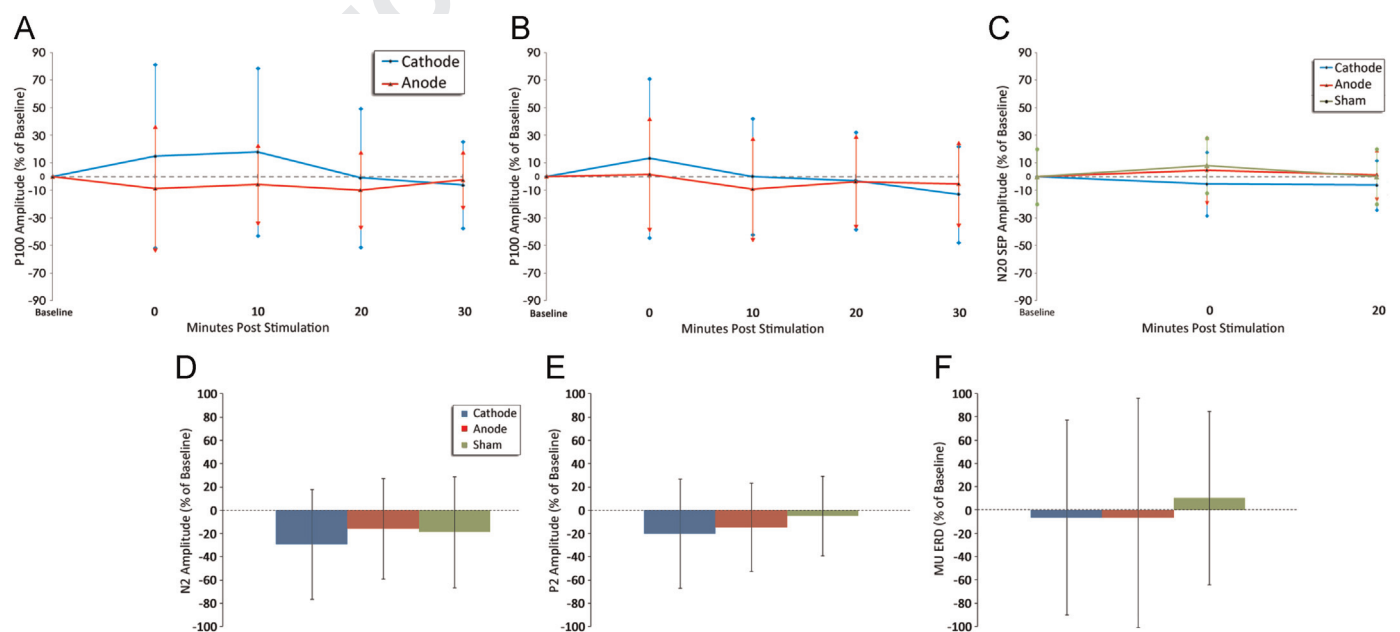 A
P100 Amplitude (% of Baseline)
90
70
50
30
10
0
-10
-30
-50
-70
-90
Cathode
Anode
Baseline
0
10
20
30
Minutes Post Stimulation
B
P100 Amplitude (% of Baseline)
90
70
50
30
10
0
-10
-30
-50
-70
-90
Baseline
0
10
20
30
Minutes Post Stimulation
C
N20 SEP Amplitude (% of Baseline)
90
70
50
30
10
0
-10
-30
-50
-70
-90
Cathode
Anode
Sham
Baseline
0
20
Minutes Post Stimulation
D
N2 Amplitude (% of Baseline)
100
80
60
40
20
0
-20
-40
-60
-80
-100
Cathode
Anode
Sham
E
P2 Amplitude (% of Baseline)
100
80
60
40
20
0
-20
-40
-60
-80
-100
F
MU ERD (% of Baseline)
100
80
60
40
20
0
-20
-40
-60
-80
-100